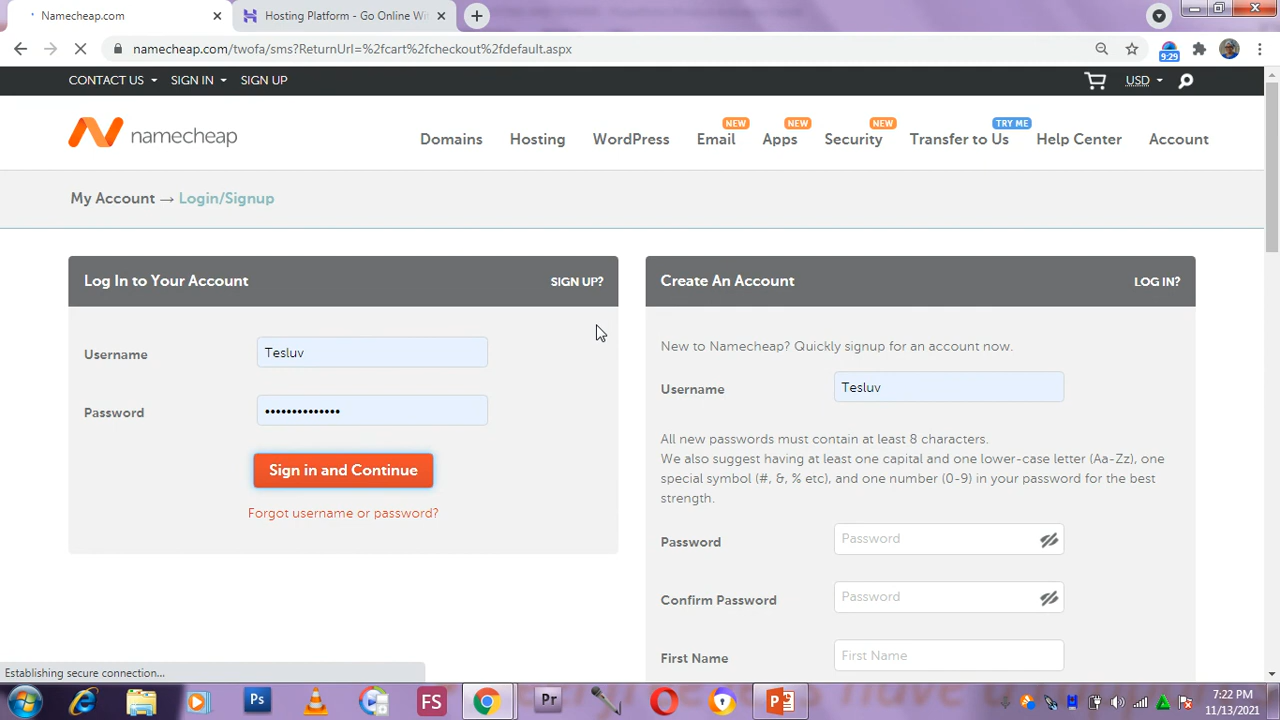 Namecheap.com
Hosting Platform - Go Online Wi
namecheap.com/twofa/sms?ReturnUrl=%2fcart%2fcheckout%2fdefault.aspx
9:29
CONTACT US SIGN IN SIGN UP USD
namecheap
Domains Hosting WordPress Email NEW Apps NEW Security NEW Transfer to Us TRY ME Help Center Account
My Account → Login/Signup
Log In to Your Account SIGN UP?
Username Tesluv
Password ••••••••••••••
Sign in and Continue
Forgot username or password?
Create An Account LOG IN?
New to Namecheap? Quickly signup for an account now.
Username Tesluv
All new passwords must contain at least 8 characters.
We also suggest having at least one capital and one lower-case letter (Aa-Zz), one
special symbol (#, &, % etc), and one number (0-9) in your password for the best
strength.
Password Password
Confirm Password Password
First Name First Name
Establishing secure connection...
Ps FS Pr
7:22 PM
11/13/2021